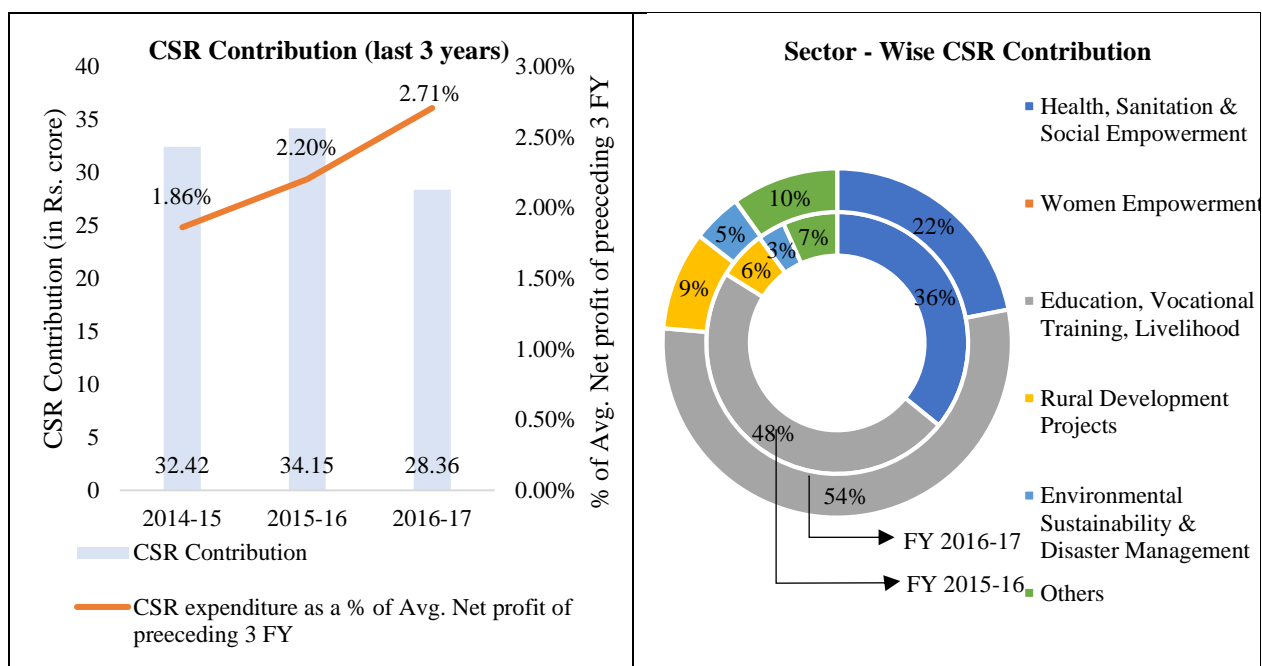 CSR Contribution (last 3 years)
40
35
30
25
20
15
10
5
0
CSR Contribution (in Rs. crore)
3.00%
2.50%
2.00%
1.50%
1.00%
0.50%
0.00%
% of Avg. Net profit of preceding 3 FY
1.86%
2.20%
2.71%
32.42
34.15
28.36
2014-15
2015-16
2016-17
CSR Contribution
CSR expenditure as a % of Avg. Net profit of
preeceding 3 FY
Sector - Wise CSR Contribution
22%
54%
9%
5%
10%
36%
48%
6%
3%
7%
FY 2016-17
FY 2015-16
Health, Sanitation &
Social Empowerment
Women Empowerment
Education, Vocational
Training, Livelihood
Rural Development
Projects
Environmental
Sustainability &
Disaster Management
Others